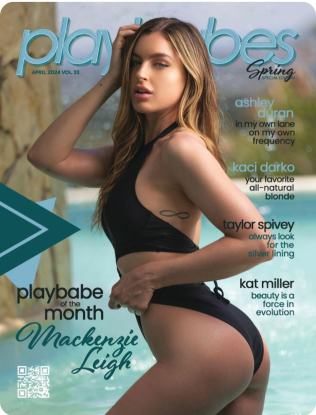 playbabes
APRIL 2024 VOL 33
Spring
ashley
duran
in my own lane
on my own
frequency
kaci darko
your favorite
all-natural
blonde
taylor spivey
always look
for the
silver lining
kat miller
beauty is a
force in
evolution
playbabe
of the
month
Mackenzie
Leigh